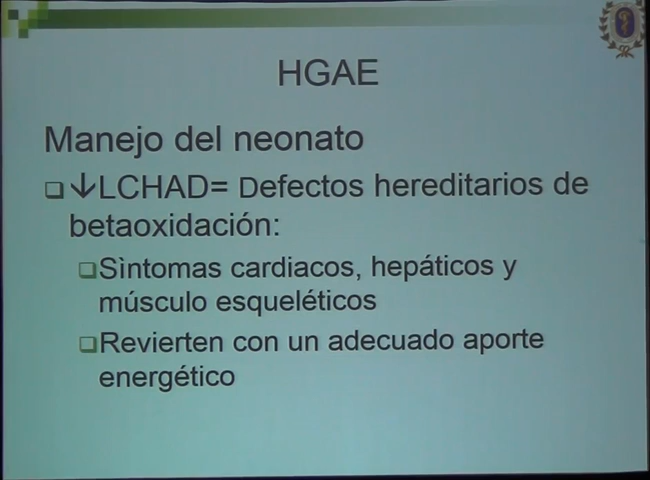 HGAE
Manejo del neonato
↓LCHAD= Defectos hereditarios de
betaoxidación:
Sìntomas cardiacos, hepáticos y
músculo esqueléticos
Revierten con un adecuado aporte
energético